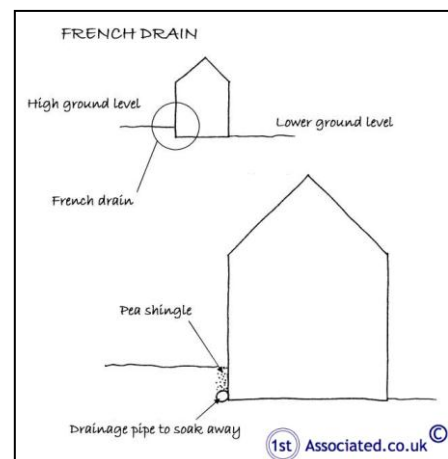 FRENCH DRAIN
High ground level
Lower ground level
French drain
Pea shingle
Drainage pipe to soak away
1st Associated.co.uk ©